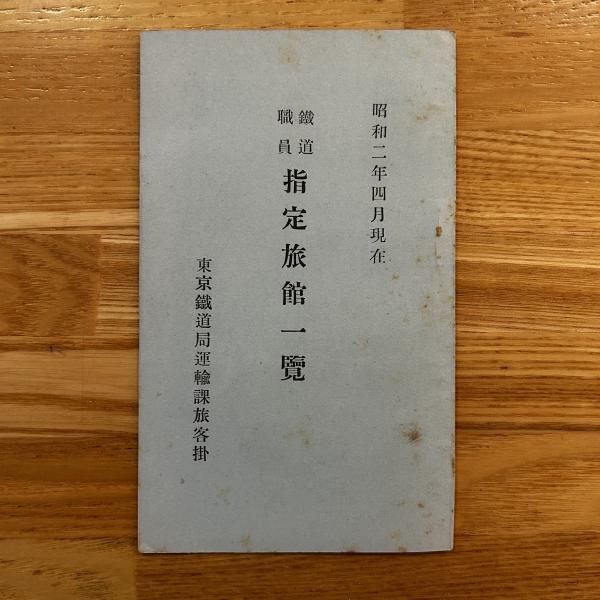 昭和二年四月現在
鐵道
職員
指定旅館一覽
東京鐵道局運輸課旅客掛